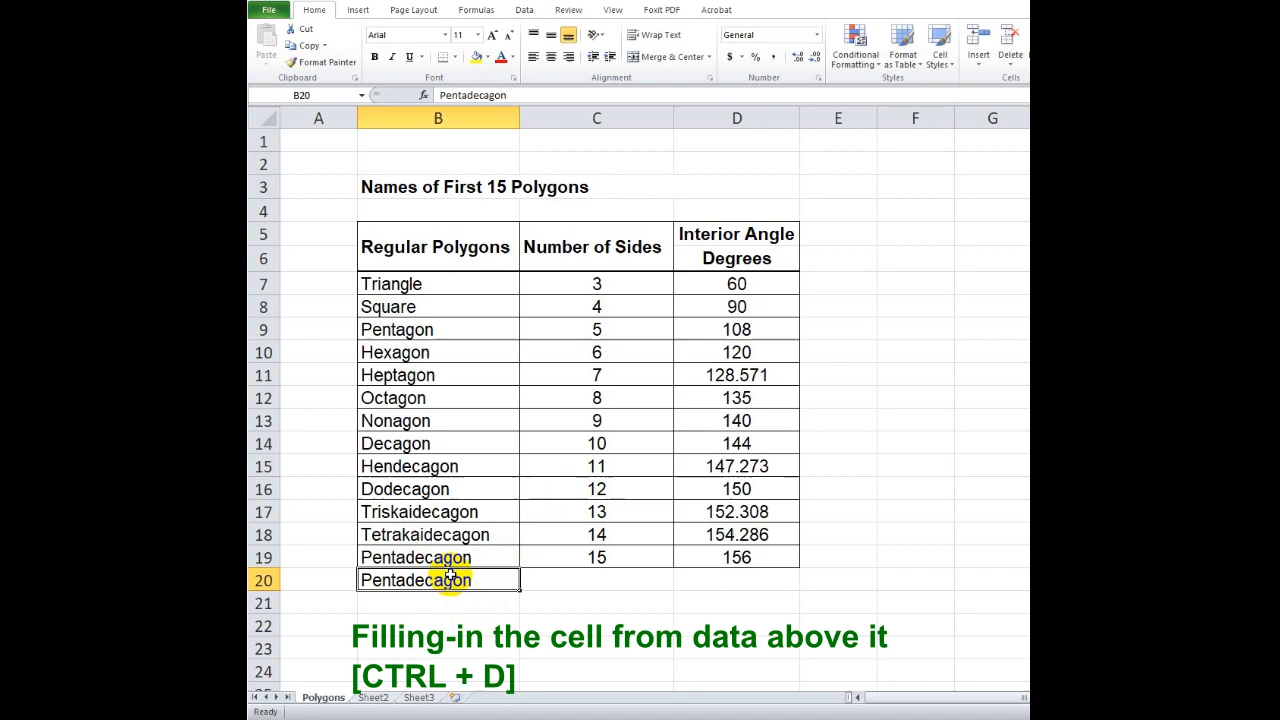 File Home Insert Page Layout Formulas Data Review View Foxit PDF Acrobat
Paste Cut Copy Format Painter Clipboard
Arial 11 A A B I U A Font
Wrap Text Merge & Center Alignment
General $ % , Number
Conditional Formatting Format as Table Cell Styles Styles
Insert Delete Cells
B20 fx Pentadecagon
A B C D E F G
1
2
3 Names of First 15 Polygons
4
5 Regular Polygons Number of Sides Interior Angle
6 Degrees
7 Triangle 3 60
8 Square 4 90
9 Pentagon 5 108
10 Hexagon 6 120
11 Heptagon 7 128.571
12 Octagon 8 135
13 Nonagon 9 140
14 Decagon 10 144
15 Hendecagon 11 147.273
16 Dodecagon 12 150
17 Triskaidecagon 13 152.308
18 Tetrakaidecagon 14 154.286
19 Pentadecagon 15 156
20 Pentadecagon
21
22
23
24
Filling-in the cell from data above it
[CTRL + D]
Polygons Sheet2 Sheet3
Ready